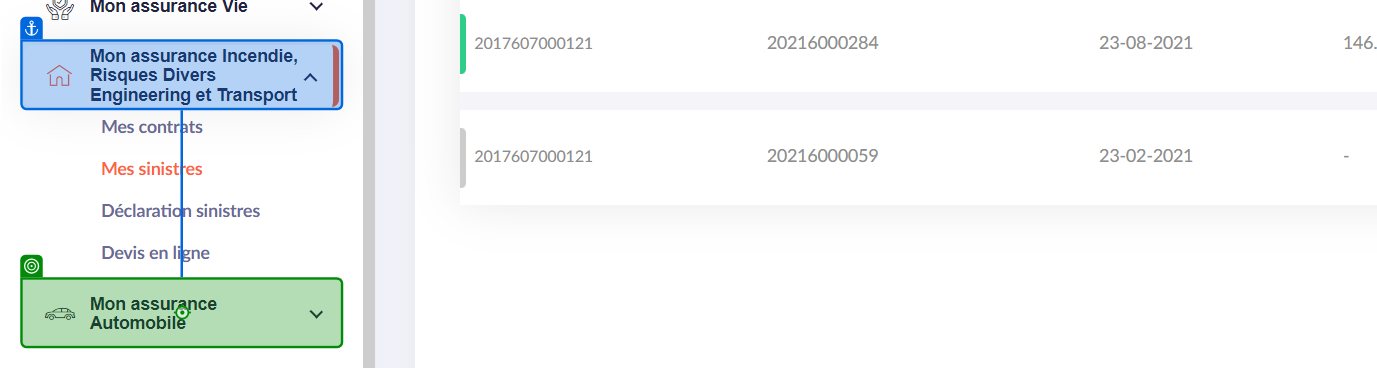 Mon assurance Vie
Mon assurance Incendie,
Risques Divers
Engineering et Transport
Mes contrats
Mes sinistres
Déclaration sinistres
Devis en ligne
Mon assurance
Automobile
2017607000121 20216000284 23-08-2021 146.
2017607000121 20216000059 23-02-2021 -